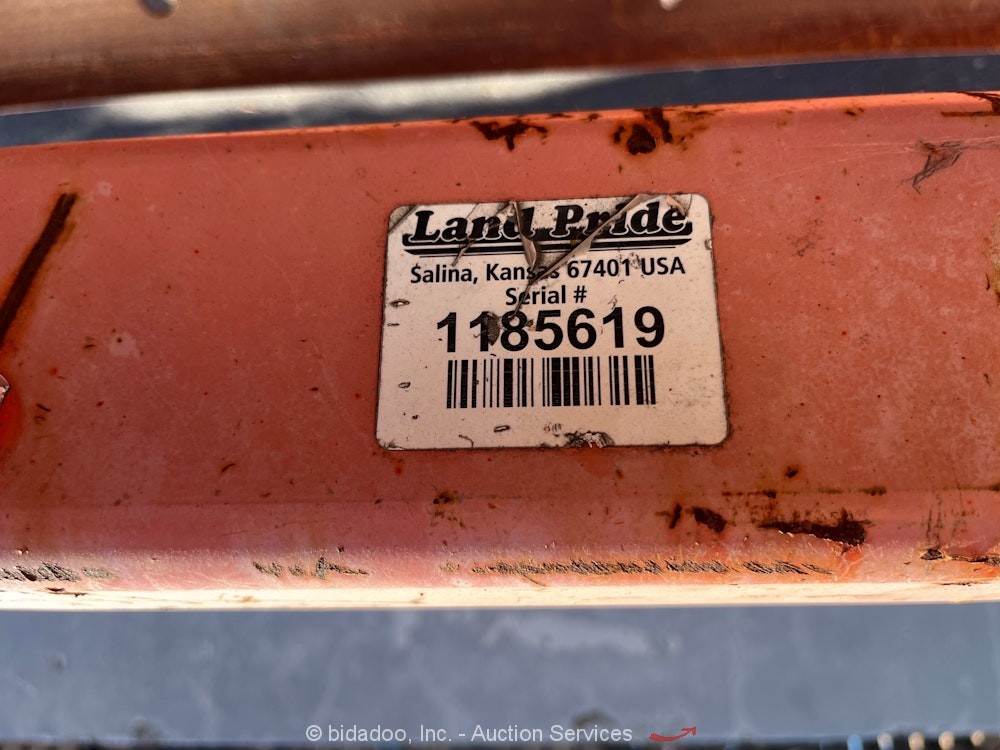 Land Pride
Salina, Kansas 67401 USA
Serial #
1185619
© bidadoo, Inc. - Auction Services